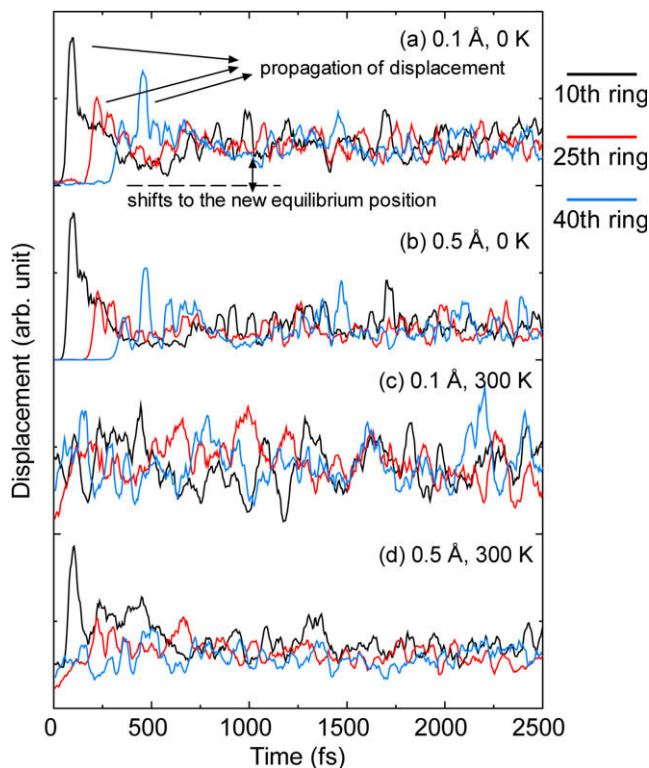 (a) 0.1 Å, 0 K
propagation of displacement
shifts to the new equilibrium position
(b) 0.5 Å, 0 K
(c) 0.1 Å, 300 K
(d) 0.5 Å, 300 K
10th ring
25th ring
40th ring
Displacement (arb. unit)
0 500 1000 1500 2000 2500
Time (fs)